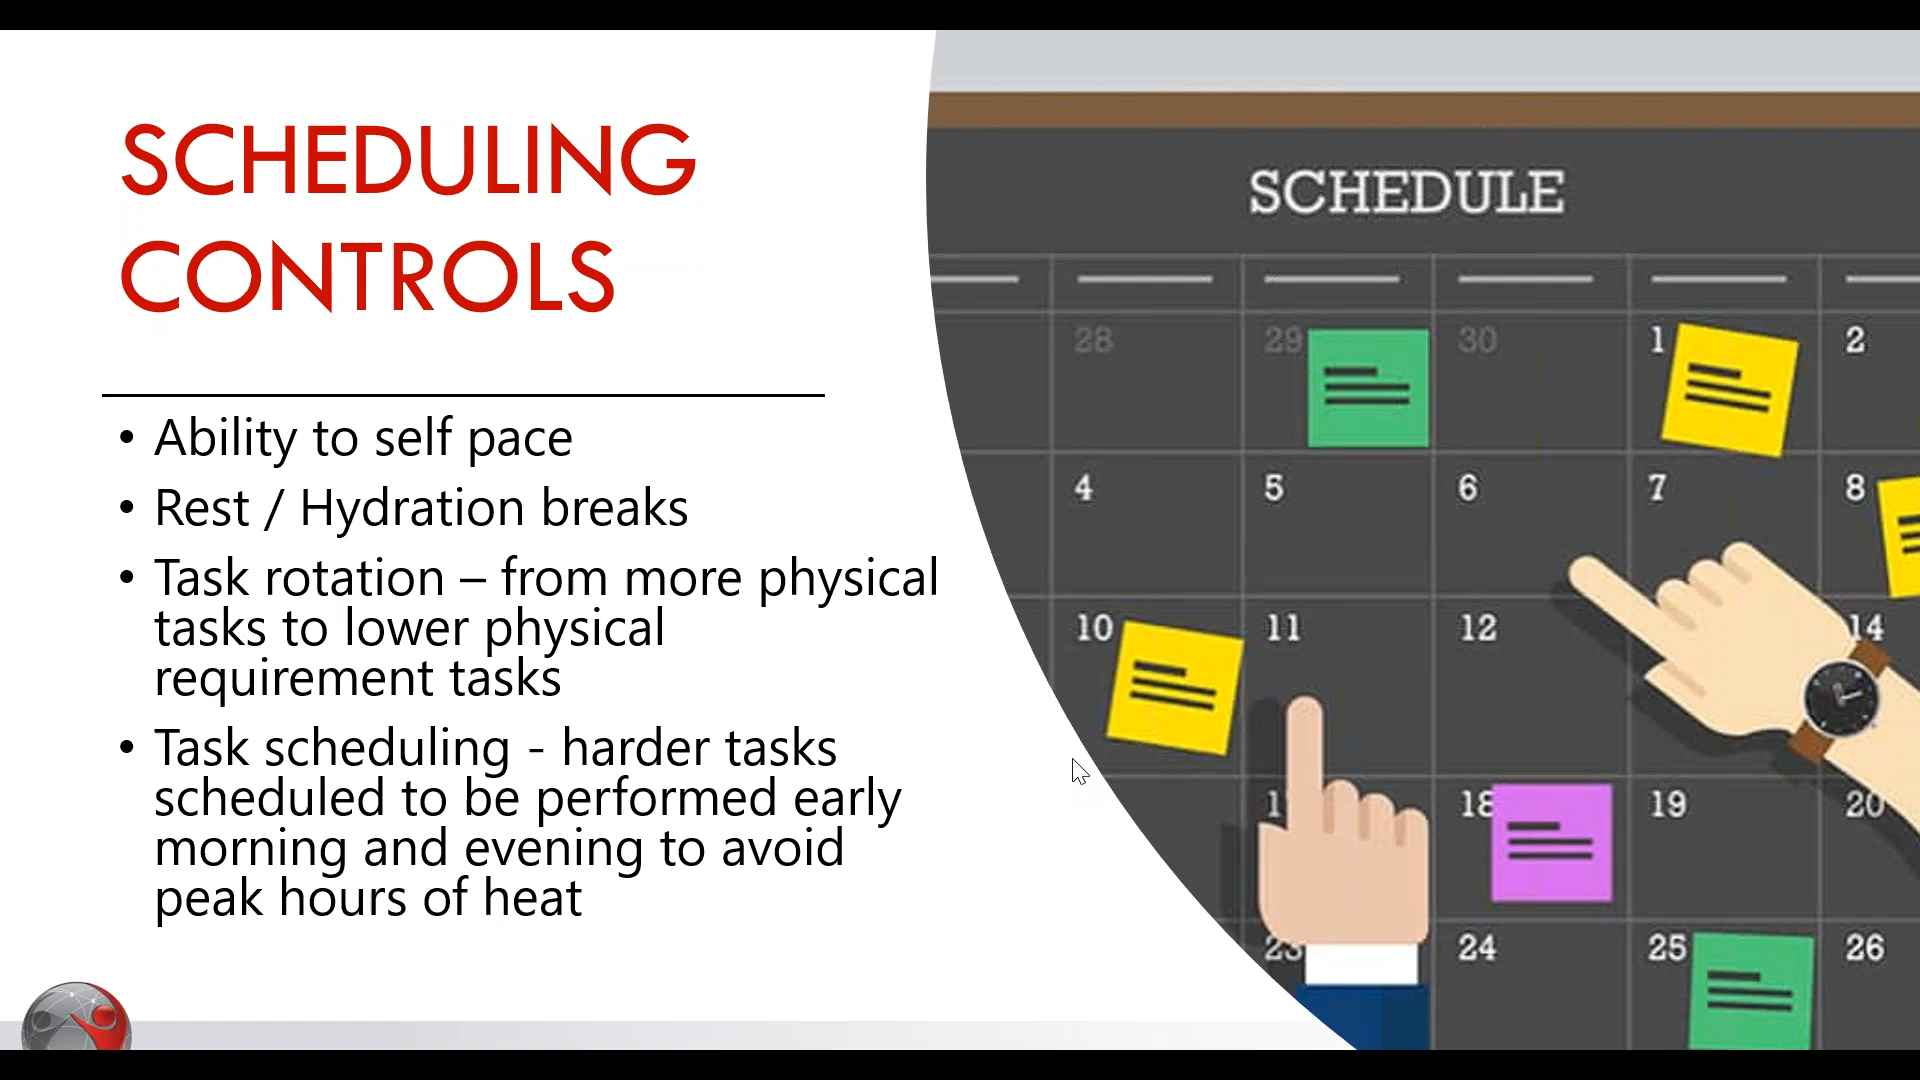 SCHEDULING
CONTROLS
• Ability to self pace
• Rest / Hydration breaks
• Task rotation – from more physical
tasks to lower physical
requirement tasks
• Task scheduling - harder tasks
scheduled to be performed early
morning and evening to avoid
peak hours of heat
SCHEDULE
28 29 30 1 2
4 5 6 7 8
10 11 12 14
18 19 20
23 24 25 26